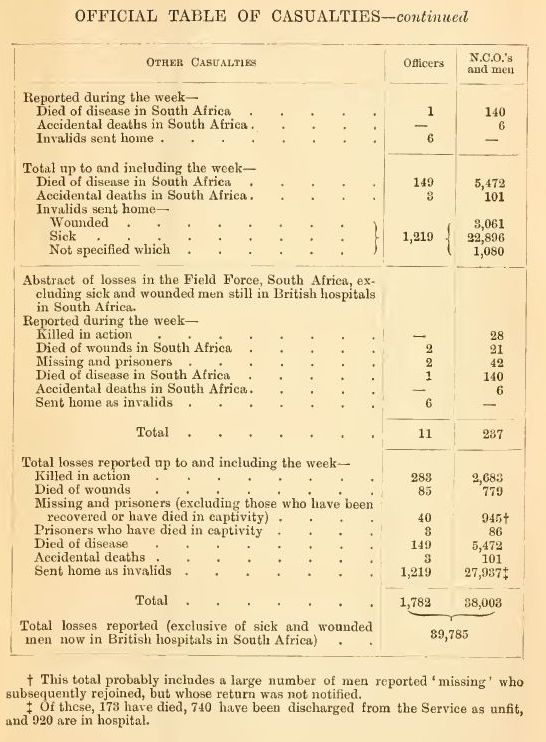 OFFICIAL TABLE OF CASUALTIES—continued
OTHER CASUALTIES Officers N.C.O.'s and men
Reported during the week—
Died of disease in South Africa . . . . . 1 140
Accidental deaths in South Africa . . . . . — 6
Invalids sent home . . . . . . . 6 —
Total up to and including the week—
Died of disease in South Africa . . . . . 149 5,472
Accidental deaths in South Africa . . . . . 3 101
Invalids sent home—
Wounded . . . . . . . 3,061
Sick . . . . . . . . 1,219 22,896
Not specified which . . . . . . 1,080
Abstract of losses in the Field Force, South Africa, ex-
cluding sick and wounded men still in British hospitals
in South Africa.
Reported during the week—
Killed in action . . . . . . . — 28
Died of wounds in South Africa . . . . . 2 21
Missing and prisoners . . . . . . 2 42
Died of disease in South Africa . . . . . 1 140
Accidental deaths in South Africa . . . . . — 6
Sent home as invalids . . . . . . 6 —
Total . . . . . . 11 237
Total losses reported up to and including the week—
Killed in action . . . . . . . 283 2,683
Died of wounds . . . . . . . 85 779
Missing and prisoners (excluding those who have been
recovered or have died in captivity) . . . . 40 945†
Prisoners who have died in captivity . . . . 3 86
Died of disease . . . . . . . 149 5,472
Accidental deaths . . . . . . . 3 101
Sent home as invalids . . . . . . 1,219 27,937‡
Total . . . . . . 1,782 38,003
Total losses reported (exclusive of sick and wounded
men now in British hospitals in South Africa) . . 39,785
† This total probably includes a large number of men reported ‘missing’ who
subsequently rejoined, but whose return was not notified.
‡ Of these, 173 have died, 740 have been discharged from the Service as unfit,
and 920 are in hospital.